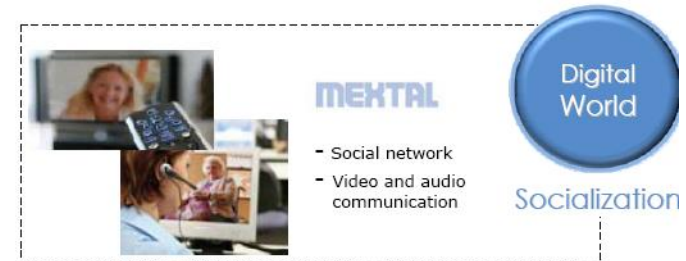 MEXTAL
- Social network
- Video and audio
communication
Digital
World
Socialization